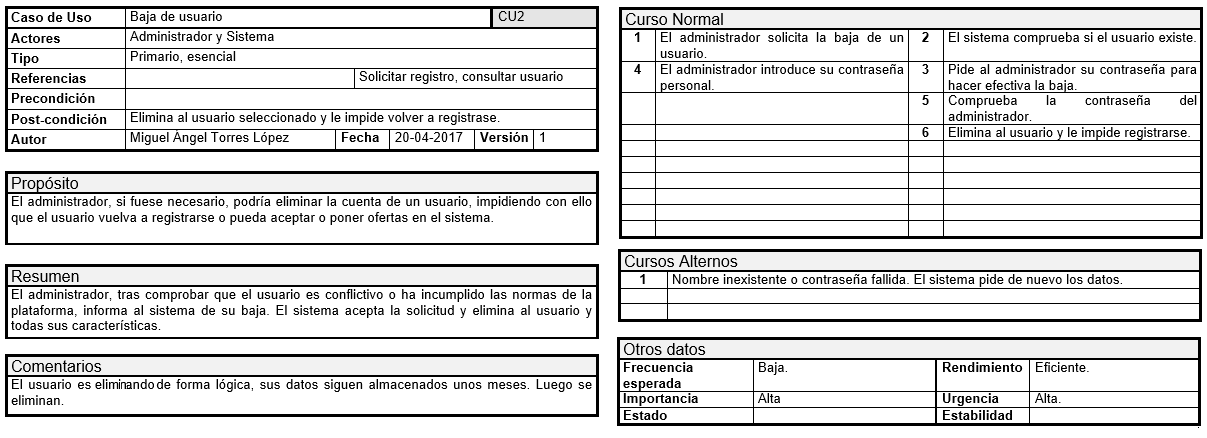 Caso de Uso Baja de usuario CU2
Actores Administrador y Sistema
Tipo Primario, esencial
Referencias Solicitar registro, consultar usuario
Precondición
Post-condición Elimina al usuario seleccionado y le impide volver a registrase.
Autor Miguel Ángel Torres López Fecha 20-04-2017 Versión 1
Propósito
El administrador, si fuese necesario, podría eliminar la cuenta de un usuario, impidiendo con ello
que el usuario vuelva a registrarse o pueda aceptar o poner ofertas en el sistema.
Resumen
El administrador, tras comprobar que el usuario es conflictivo o ha incumplido las normas de la
plataforma, informa al sistema de su baja. El sistema acepta la solicitud y elimina al usuario y
todas sus características.
Comentarios
El usuario es eliminando de forma lógica, sus datos siguen almacenados unos meses. Luego se
eliminan.
Curso Normal
1 El administrador solicita la baja de un
usuario.
2 El sistema comprueba si el usuario existe.
4 El administrador introduce su contraseña
personal.
3 Pide al administrador su contraseña para
hacer efectiva la baja.
5 Comprueba la contraseña del
administrador.
6 Elimina al usuario y le impide registrarse.
Cursos Alternos
1 Nombre inexistente o contraseña fallida. El sistema pide de nuevo los datos.
Otros datos
Frecuencia
esperada
Baja.
Rendimiento Eficiente.
Importancia Alta
Urgencia Alta.
Estado
Estabilidad